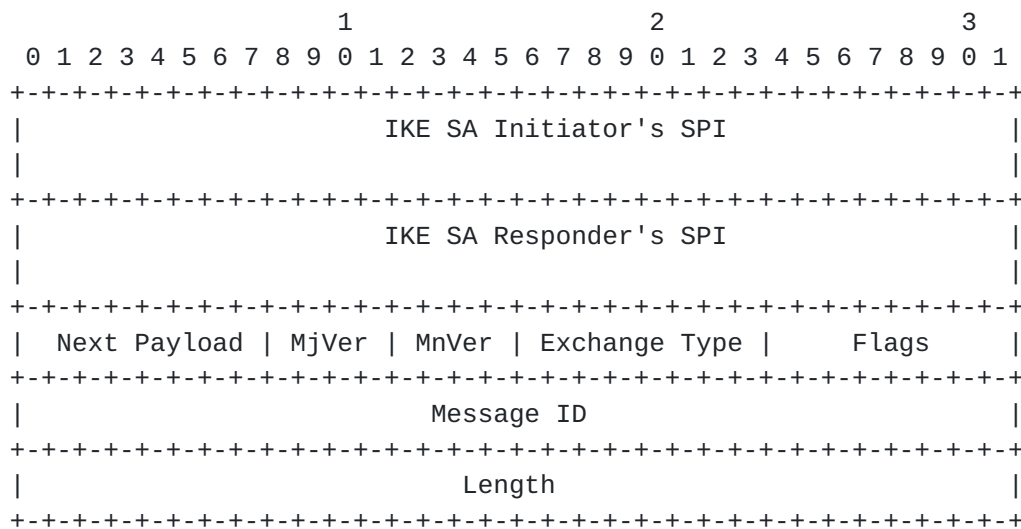 1                   2                   3
 0 1 2 3 4 5 6 7 8 9 0 1 2 3 4 5 6 7 8 9 0 1 2 3 4 5 6 7 8 9 0 1
+-+-+-+-+-+-+-+-+-+-+-+-+-+-+-+-+-+-+-+-+-+-+-+-+-+-+-+-+-+-+-+-+
|                       IKE SA Initiator's SPI                  |
|                                                               |
+-+-+-+-+-+-+-+-+-+-+-+-+-+-+-+-+-+-+-+-+-+-+-+-+-+-+-+-+-+-+-+-+
|                       IKE SA Responder's SPI                  |
|                                                               |
+-+-+-+-+-+-+-+-+-+-+-+-+-+-+-+-+-+-+-+-+-+-+-+-+-+-+-+-+-+-+-+-+
|  Next Payload | MjVer | MnVer | Exchange Type |     Flags     |
+-+-+-+-+-+-+-+-+-+-+-+-+-+-+-+-+-+-+-+-+-+-+-+-+-+-+-+-+-+-+-+-+
|                          Message ID                           |
+-+-+-+-+-+-+-+-+-+-+-+-+-+-+-+-+-+-+-+-+-+-+-+-+-+-+-+-+-+-+-+-+
|                            Length                             |
+-+-+-+-+-+-+-+-+-+-+-+-+-+-+-+-+-+-+-+-+-+-+-+-+-+-+-+-+-+-+-+-+